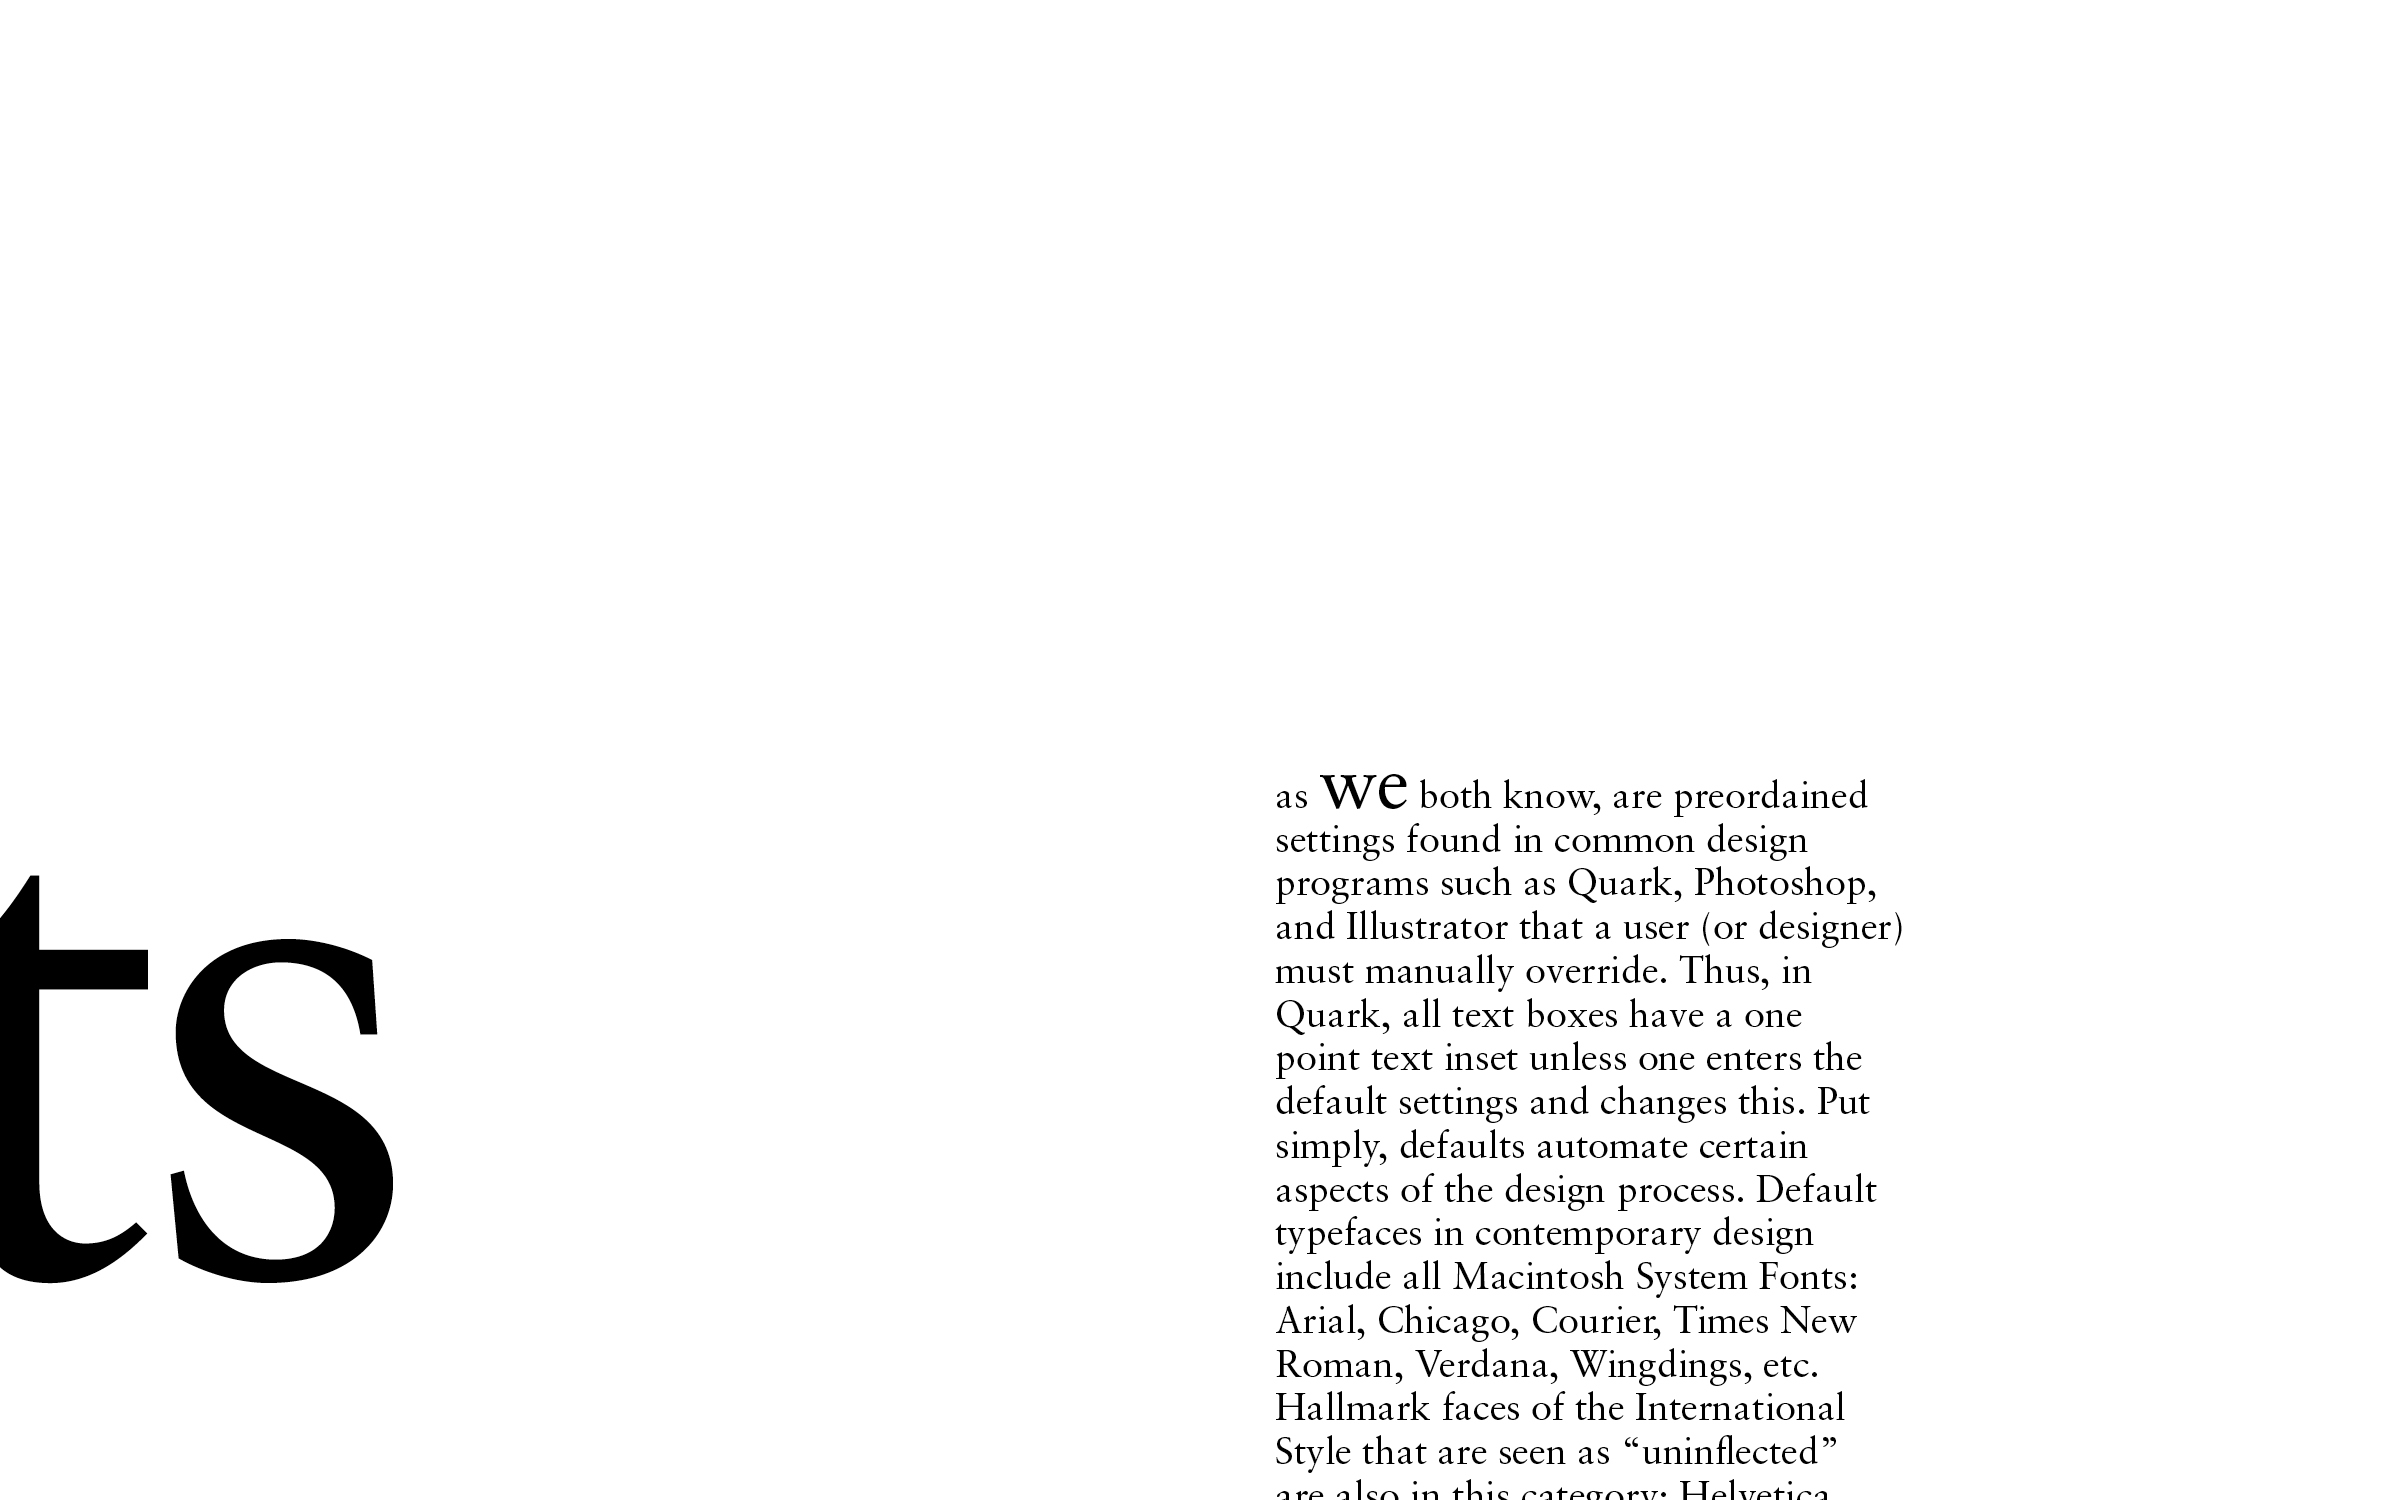 ts
as we both know, are preordained
settings found in common design
programs such as Quark, Photoshop,
and Illustrator that a user (or designer)
must manually override. Thus, in
Quark, all text boxes have a one
point text inset unless one enters the
default settings and changes this. Put
simply, defaults automate certain
aspects of the design process. Default
typefaces in contemporary design
include all Macintosh System Fonts:
Arial, Chicago, Courier, Times New
Roman, Verdana, Wingdings, etc.
Hallmark faces of the International
Style that are seen as “uninflected”
are also in this category: Helvetica